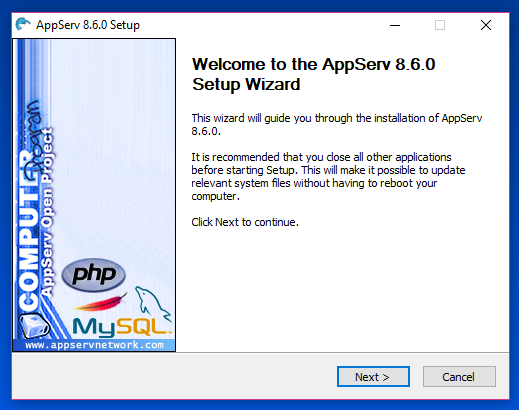 AppServ 8.6.0 Setup
Welcome to the AppServ 8.6.0
Setup Wizard
This wizard will guide you through the installation of AppServ
8.6.0.
It is recommended that you close all other applications
before starting Setup. This will make it possible to update
relevant system files without having to reboot your
computer.
Click Next to continue.
COMPUTER
Program
AppServ Open Project
php
MySQL
www.appservnetwork.com
Next >
Cancel